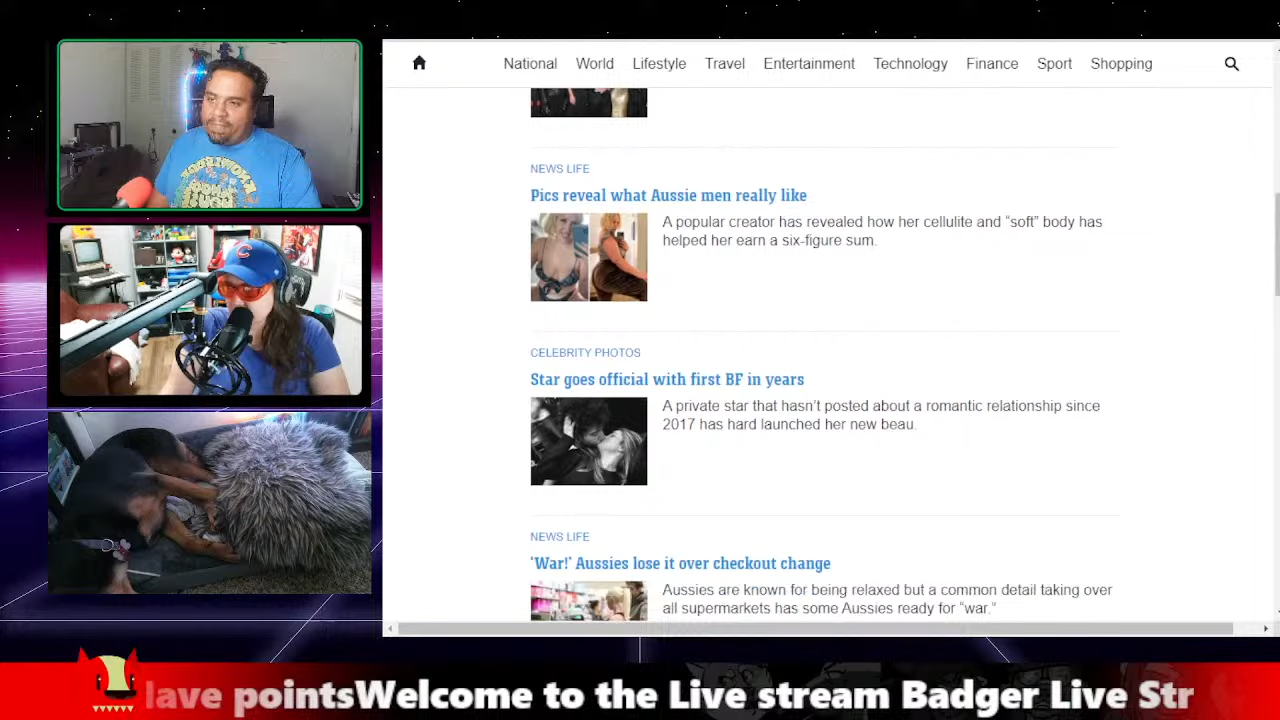 National World Lifestyle Travel Entertainment Technology Finance Sport Shopping
NEWS LIFE
Pics reveal what Aussie men really like
A popular creator has revealed how her cellulite and “soft” body has
helped her earn a six-figure sum.
CELEBRITY PHOTOS
Star goes official with first BF in years
A private star that hasn’t posted about a romantic relationship since
2017 has hard launched her new beau.
NEWS LIFE
‘War!’ Aussies lose it over checkout change
Aussies are known for being relaxed but a common detail taking over
all supermarkets has some Aussies ready for “war.”
C
lave pointsWelcome to the Live stream Badger Live Str